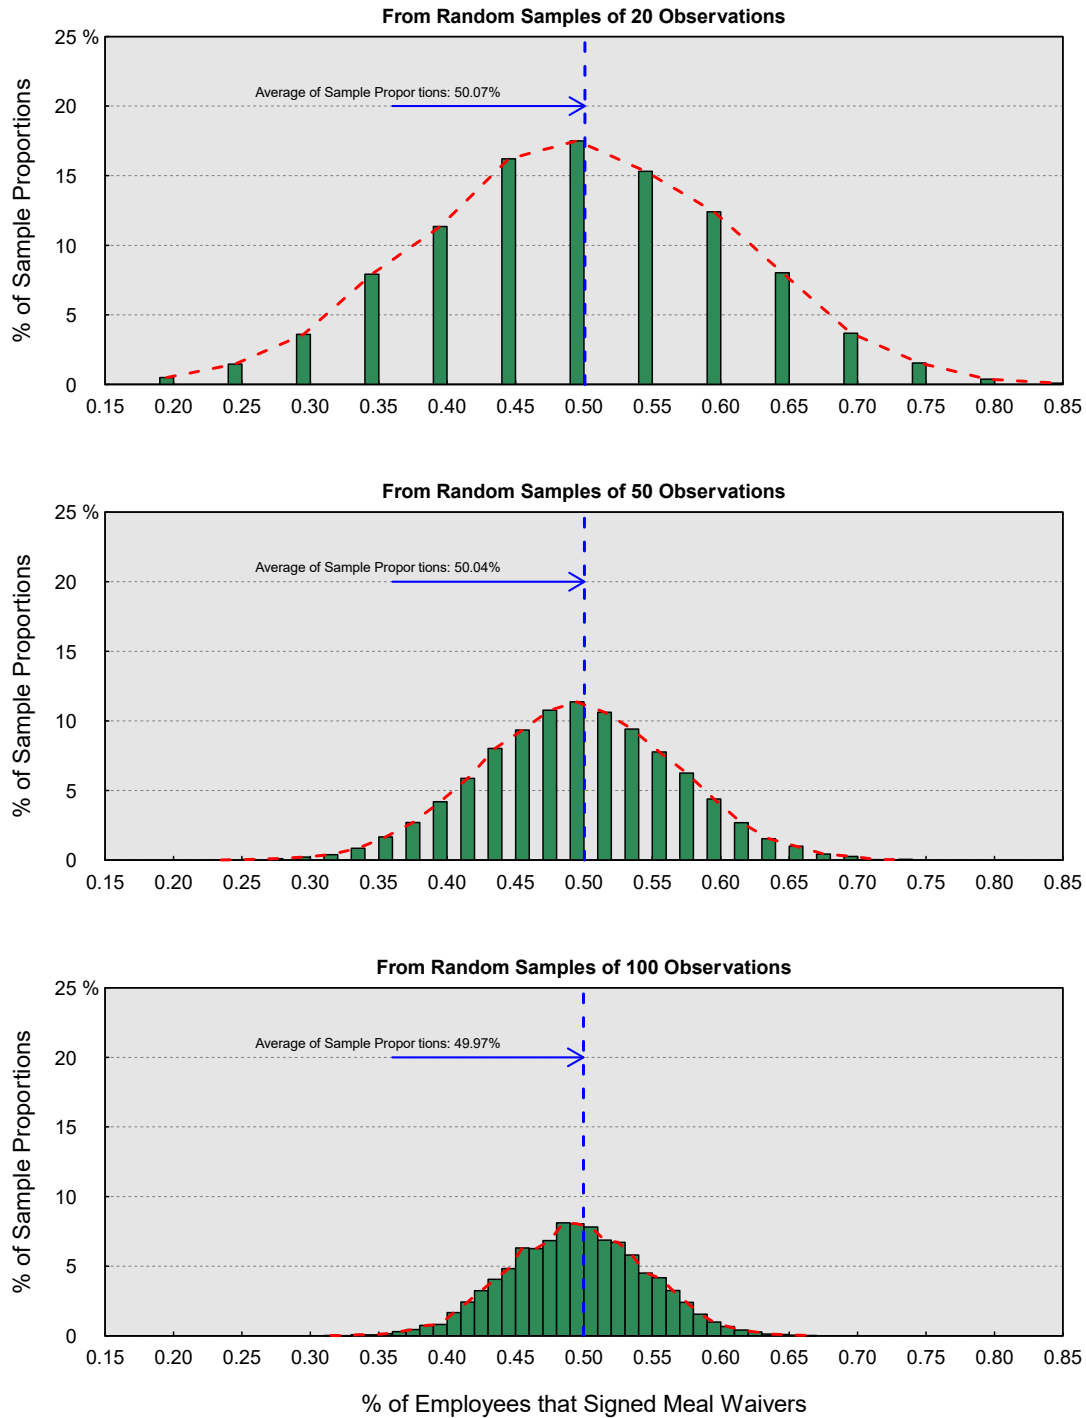 From Random Samples of 20 Observations
25 %
20
15
10
5
0
% of Sample Proportions
Average of Sample Propor tions: 50.07%
0.15 0.20 0.25 0.30 0.35 0.40 0.45 0.50 0.55 0.60 0.65 0.70 0.75 0.80 0.85
From Random Samples of 50 Observations
25 %
20
15
10
5
0
% of Sample Proportions
Average of Sample Propor tions: 50.04%
0.15 0.20 0.25 0.30 0.35 0.40 0.45 0.50 0.55 0.60 0.65 0.70 0.75 0.80 0.85
From Random Samples of 100 Observations
25 %
20
15
10
5
0
% of Sample Proportions
Average of Sample Propor tions: 49.97%
0.15 0.20 0.25 0.30 0.35 0.40 0.45 0.50 0.55 0.60 0.65 0.70 0.75 0.80 0.85
% of Employees that Signed Meal Waivers